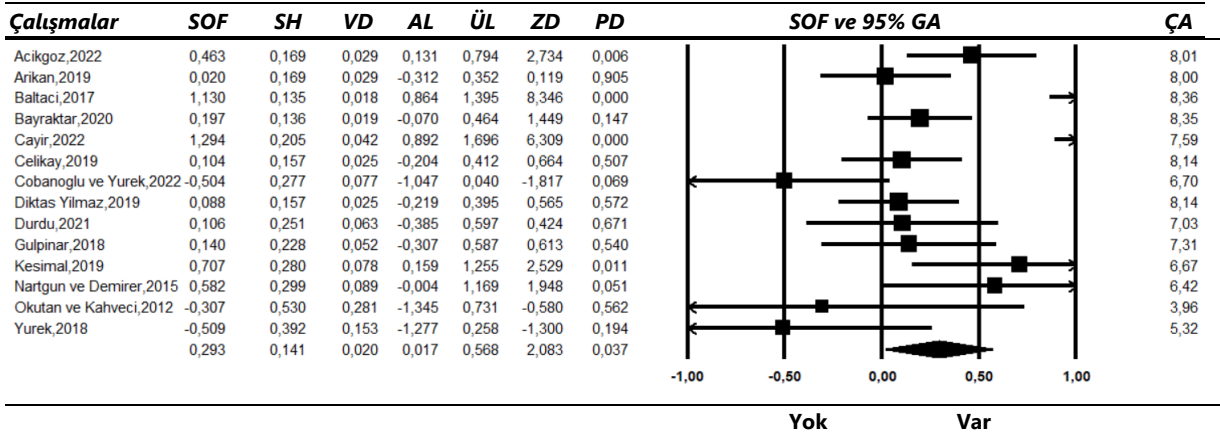 Çalışmalar SOF SH VD AL ÜL ZD PD SOF ve 95% GA ÇA
Acikgoz,2022 0,463 0,169 0,029 0,131 0,794 2,734 0,006 8,01
Arikan,2019 0,020 0,169 0,029 -0,312 0,352 0,119 0,905 8,00
Baltaci,2017 1,130 0,135 0,018 0,864 1,395 8,346 0,000 8,36
Bayraktar,2020 0,197 0,136 0,019 -0,070 0,464 1,449 0,147 8,35
Cayir,2022 1,294 0,205 0,042 0,892 1,696 6,309 0,000 7,59
Celikay,2019 0,104 0,157 0,025 -0,204 0,412 0,664 0,507 8,14
Cobanoglu ve Yurek,2022 -0,504 0,277 0,077 -1,047 0,040 -1,817 0,069 6,70
Diktas Yilmaz,2019 0,088 0,157 0,025 -0,219 0,395 0,565 0,572 8,14
Durdu,2021 0,106 0,251 0,063 -0,385 0,597 0,424 0,671 7,03
Gulpinar,2018 0,140 0,228 0,052 -0,307 0,587 0,613 0,540 7,31
Kesimal,2019 0,707 0,280 0,078 0,159 1,255 2,529 0,011 6,67
Nartgun ve Demirer,2015 0,582 0,299 0,089 -0,004 1,169 1,948 0,051 6,42
Okutan ve Kahveci,2012 -0,307 0,530 0,281 -1,345 0,731 -0,580 0,562 3,96
Yurek,2018 -0,509 0,392 0,153 -1,277 0,258 -1,300 0,194 5,32
0,293 0,141 0,020 0,017 0,568 2,083 0,037
-1,00 -0,50 0,00 0,50 1,00
Yok Var